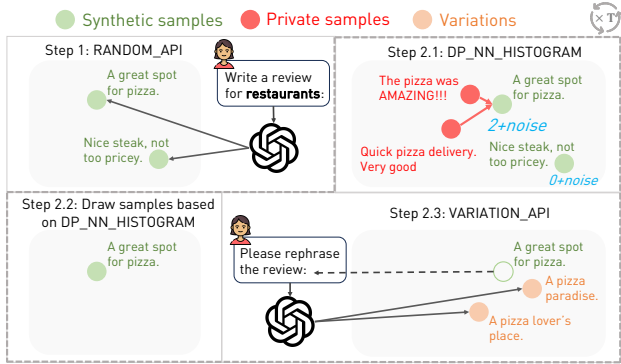 Synthetic samples
Private samples
Variations
× T
Step 1: RANDOM_API
A great spot
for pizza.
Nice steak, not
too pricey.
Write a review
for restaurants:
Step 2.1: DP_NN_HISTOGRAM
The pizza was
AMAZING!!!
A great spot
for pizza.
2+noise
Quick pizza delivery.
Very good
Nice steak, not
too pricey.
0+noise
Step 2.2: Draw samples based
on DP_NN_HISTOGRAM
A great spot
for pizza.
Step 2.3: VARIATION_API
Please rephrase
the review:
A great spot
for pizza.
A pizza
paradise.
A pizza lover's
place.